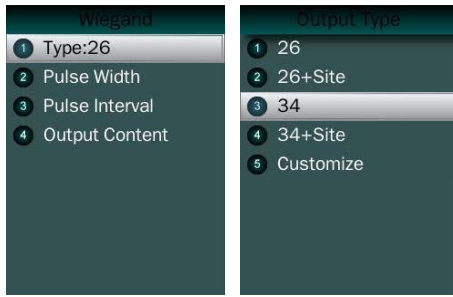 Wiegand
1 Type:26
2 Pulse Width
3 Pulse Interval
4 Output Content
Output Type
1 26
2 26+Site
3 34
4 34+Site
5 Customize